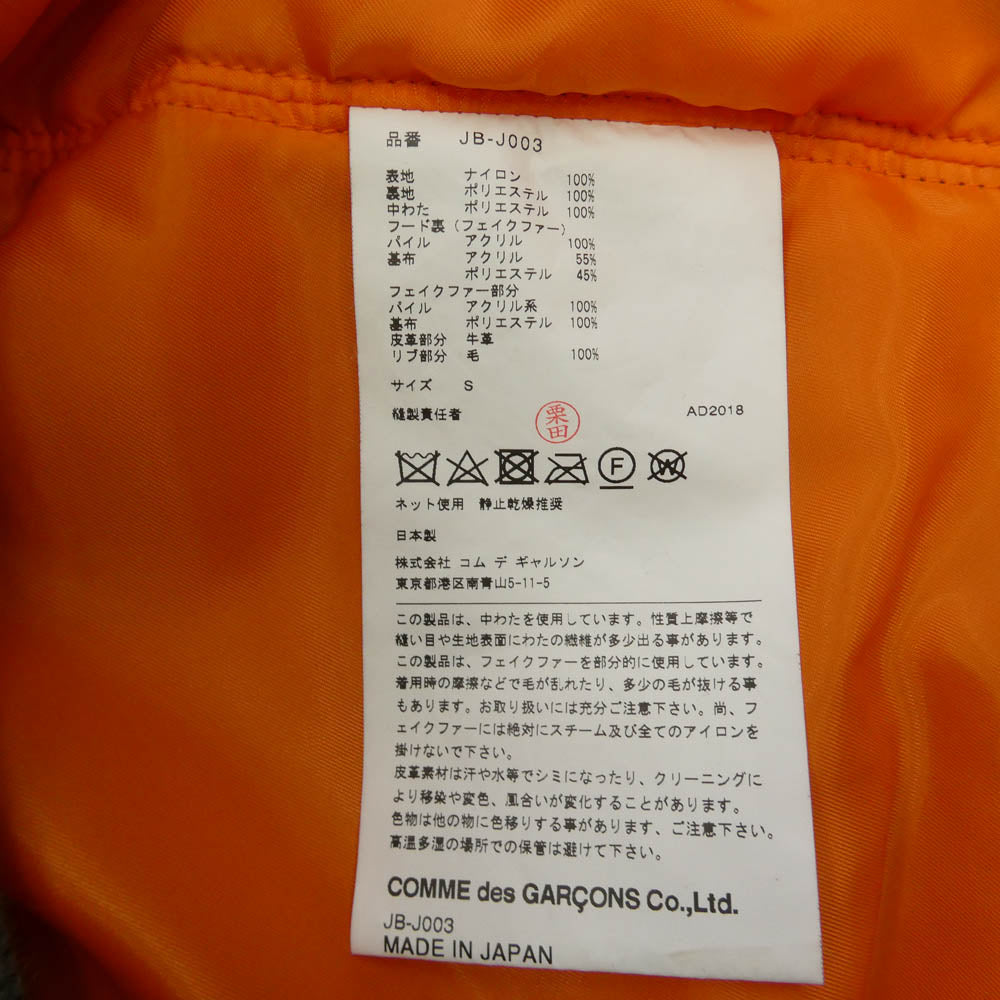 品番 JB-J003
表地 ナイロン 100%
裏地 ポリエステル 100%
中わた ポリエステル 100%
フード裏(フェイクファー)
パイル アクリル 100%
基布 アクリル 55%
ポリエステル 45%
フェイクファー部分
パイル アクリル系 100%
基布 ポリエステル 100%
皮革部分 牛革
リブ部分 毛 100%
サイズ S
縫製責任者 栗田 AD2018
F W
ネット使用 静止乾燥推奨
日本製
株式会社 コム デ ギャルソン
東京都港区南青山5-11-5
この製品は、中わたを使用しています。性質上摩擦等で
縫い目や生地表面にわたの繊維が多少出る事があります。
この製品は、フェイクファーを部分的に使用しています。
着用時の摩擦などで毛が乱れたり、多少の毛が抜ける事
もあります。お取り扱いには充分ご注意下さい。尚、フ
ェイクファーには絶対にスチーム及び全てのアイロンを
掛けないで下さい。
皮革素材は汗や水等でシミになったり、クリーニングに
より移染や変色、風合いが変化することがあります。
色物は他の物に色移りする事があります、ご注意下さい。
高温多湿の場所での保管は避けて下さい。
COMME des GARÇONS Co.,Ltd.
JB-J003
MADE IN JAPAN